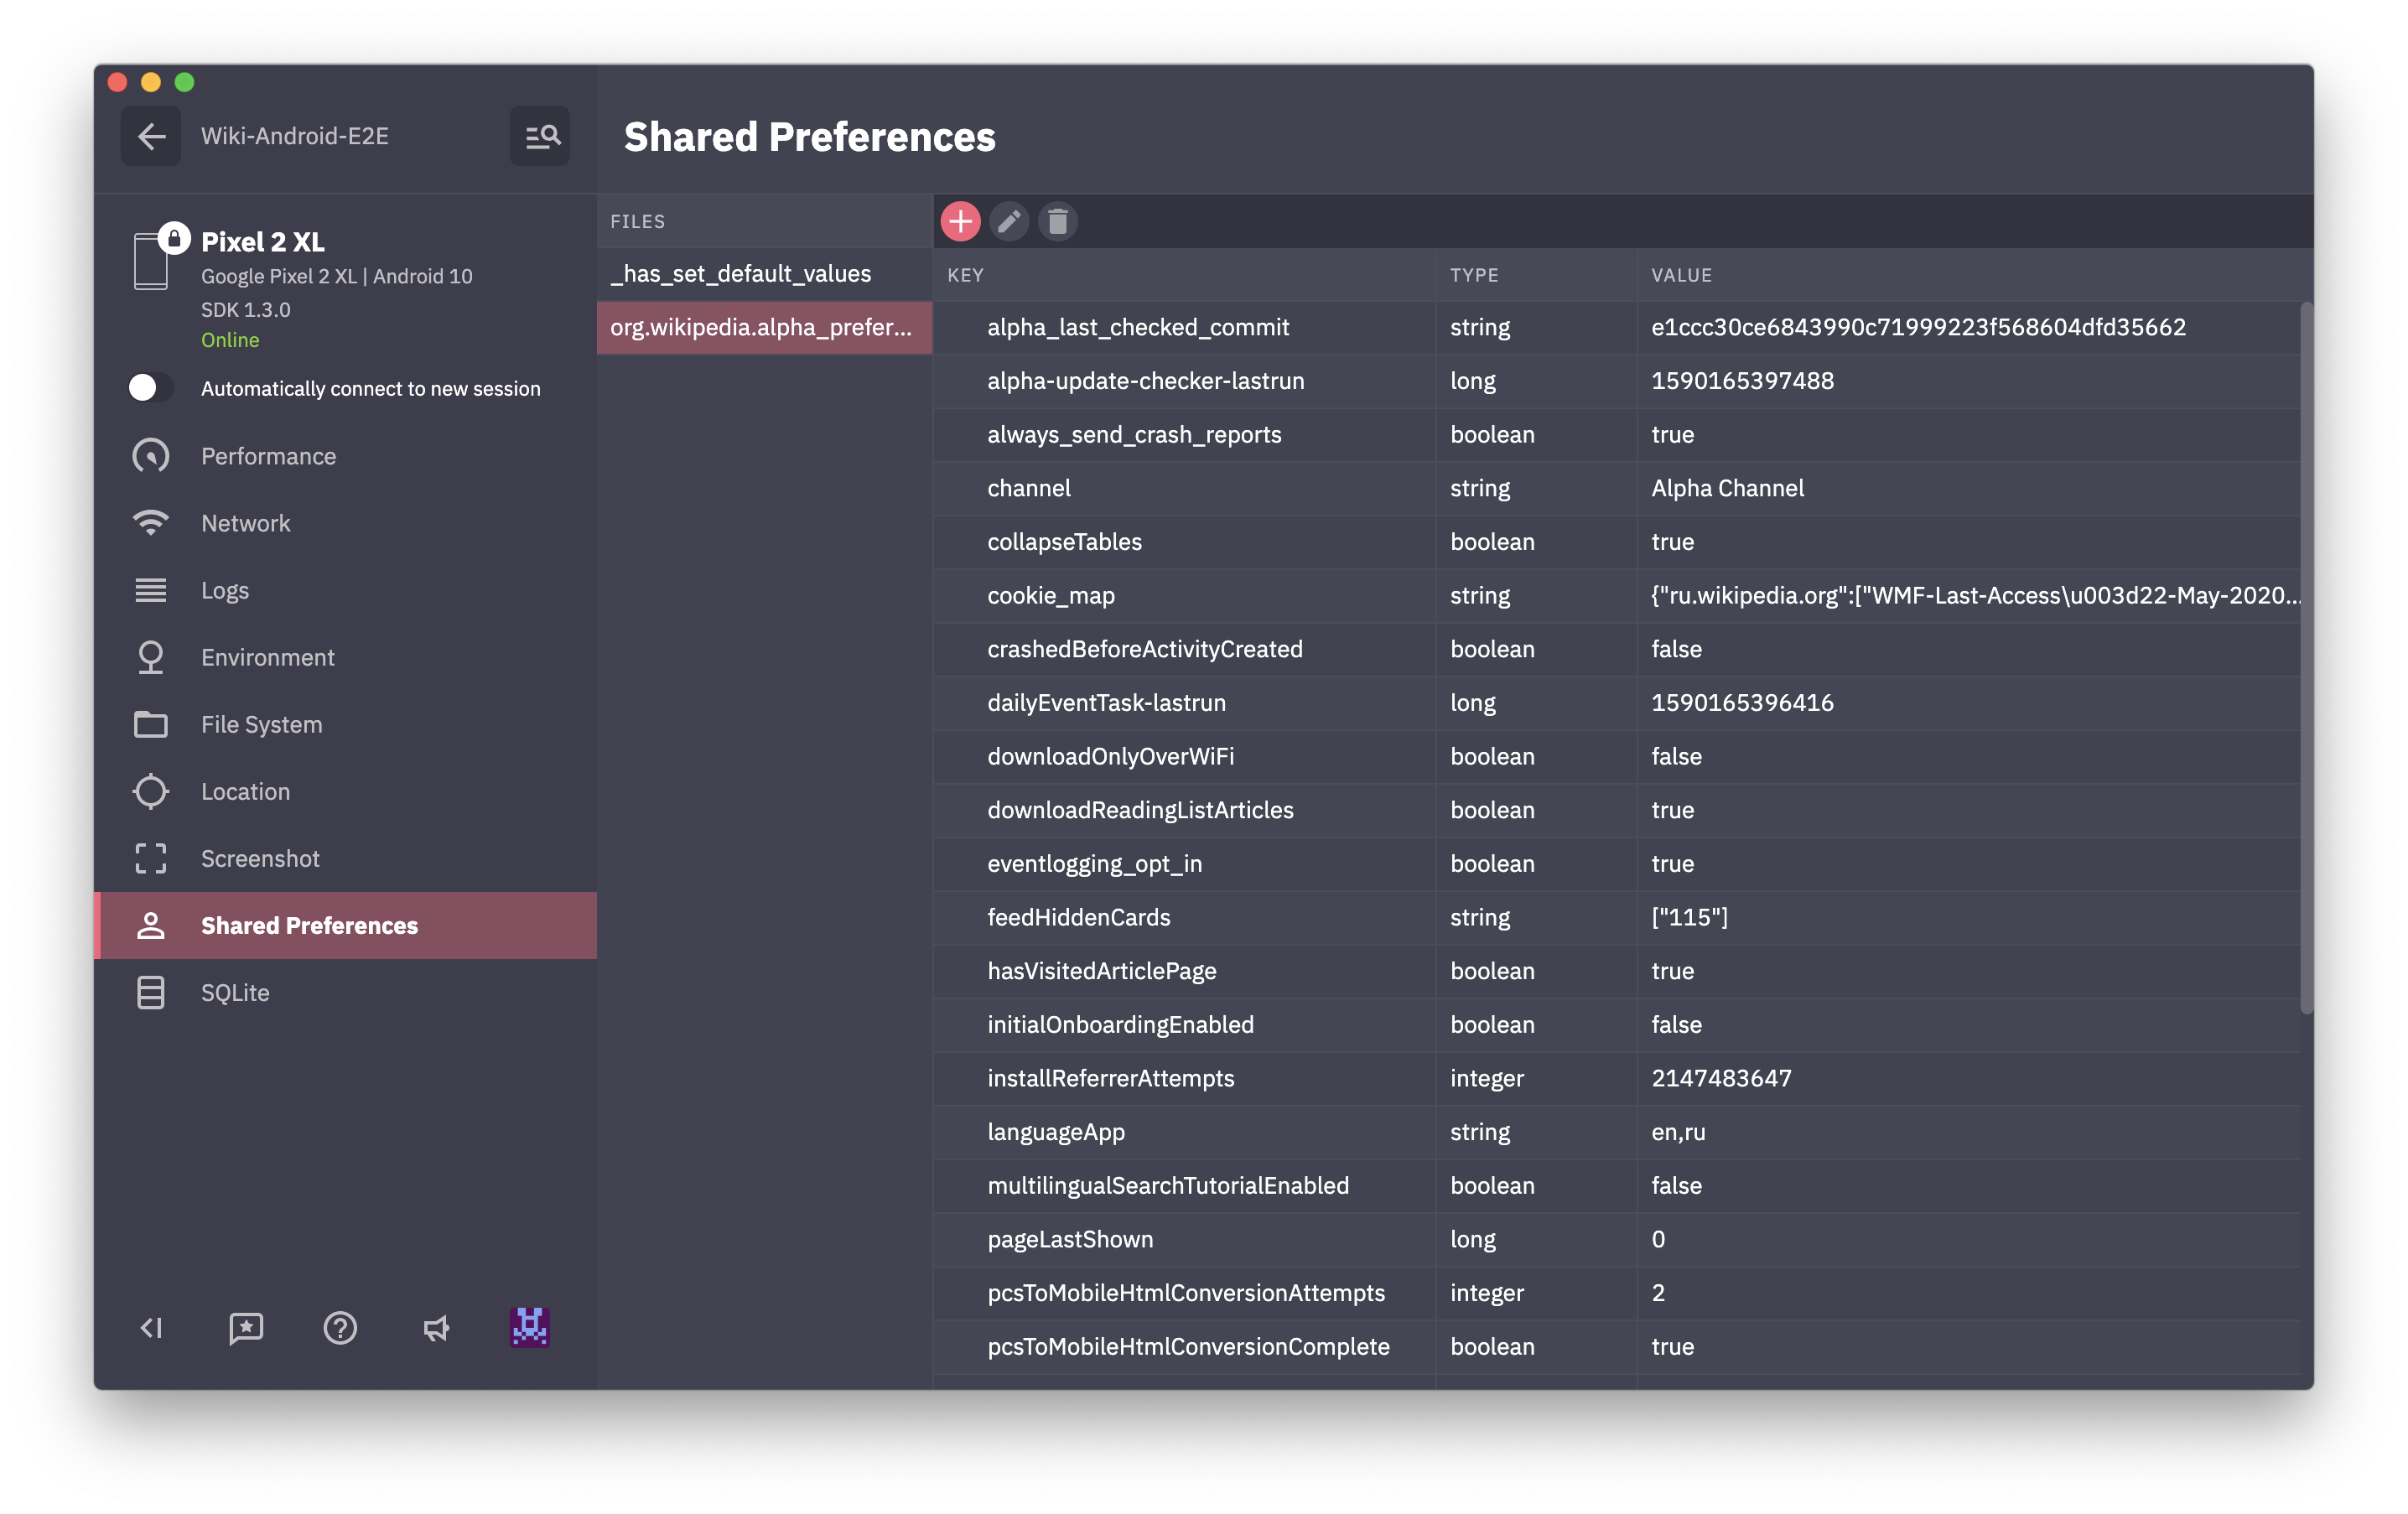 Wiki-Android-E2E
Pixel 2 XL
Google Pixel 2 XL | Android 10
SDK 1.3.0
Online
Automatically connect to new session
Performance
Network
Logs
Environment
File System
Location
Screenshot
Shared Preferences
SQLite
Shared Preferences
FILES
_has_set_default_values
org.wikipedia.alpha_prefer...
KEY TYPE VALUE
alpha_last_checked_commit string e1ccc30ce6843990c71999223f568604dfd35662
alpha-update-checker-lastrun long 1590165397488
always_send_crash_reports boolean true
channel string Alpha Channel
collapseTables boolean true
cookie_map string {"ru.wikipedia.org":["WMF-Last-Access\u003d22-May-2020...
crashedBeforeActivityCreated boolean false
dailyEventTask-lastrun long 1590165396416
downloadOnlyOverWiFi boolean false
downloadReadingListArticles boolean true
eventlogging_opt_in boolean true
feedHiddenCards string ["115"]
hasVisitedArticlePage boolean true
initialOnboardingEnabled boolean false
installReferrerAttempts integer 2147483647
languageApp string en,ru
multilingualSearchTutorialEnabled boolean false
pageLastShown long 0
pcsToMobileHtmlConversionAttempts integer 2
pcsToMobileHtmlConversionComplete boolean true